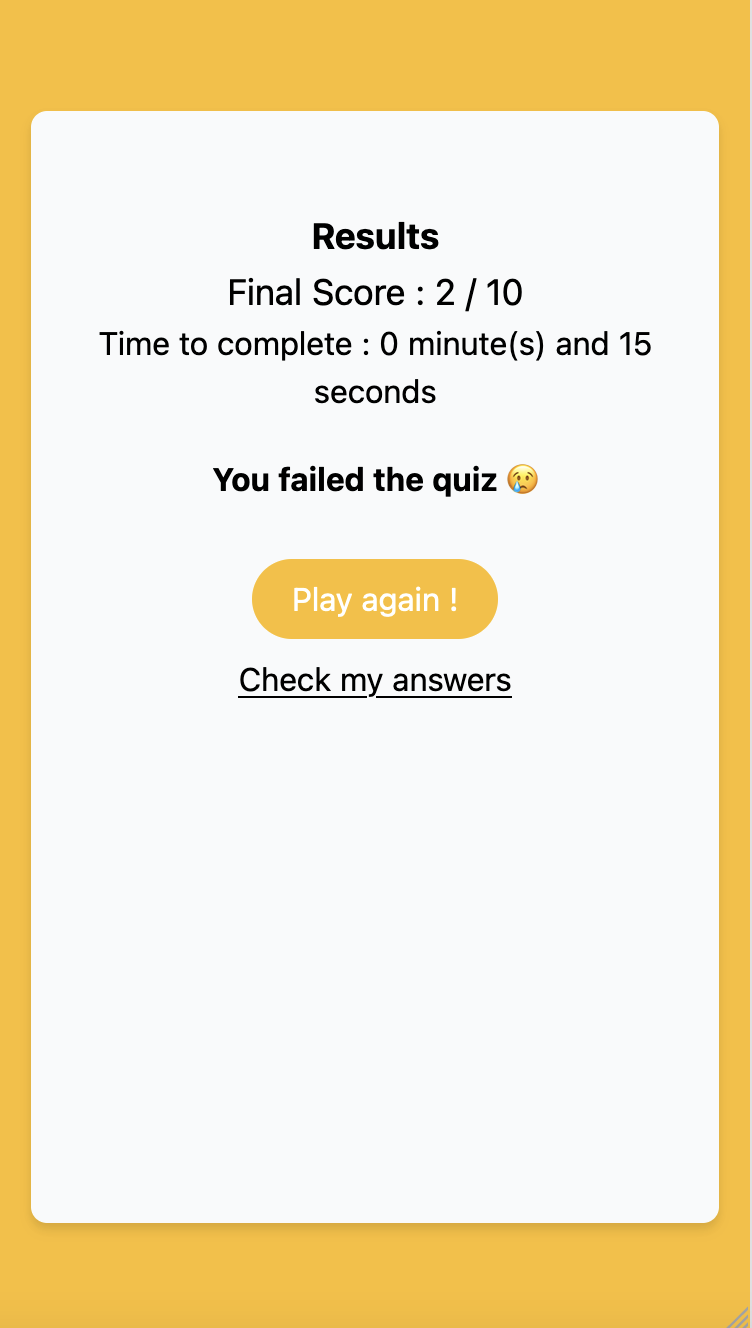 Results
Final Score : 2 / 10
Time to complete : 0 minute(s) and 15
seconds
You failed the quiz 😢
Play again !
Check my answers